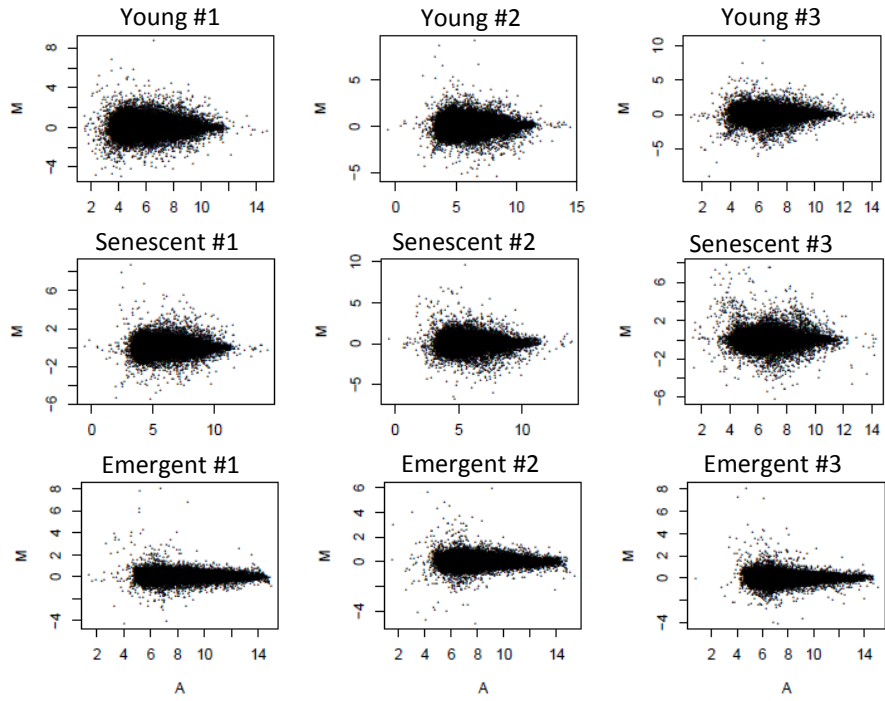 Young #1
Young #2
Young #3
M
8
4
0
−4
2 4 6 8 10 14
M
5
0
−5
0 5 10 15
M
10
5
0
−5
2 4 6 8 10 12 14
Senescent #1
Senescent #2
Senescent #3
M
6
2
−2
−6
0 5 10
M
10
5
0
−5
0 5 10
M
6
2
−2
−6
2 4 6 8 10 12 14
Emergent #1
Emergent #2
Emergent #3
M
8
6
4
2
0
−4
2 4 6 8 10 14
A
M
6
4
2
0
−4
2 4 6 8 10 14
A
M
8
6
4
2
0
−4
2 4 6 8 10 14
A